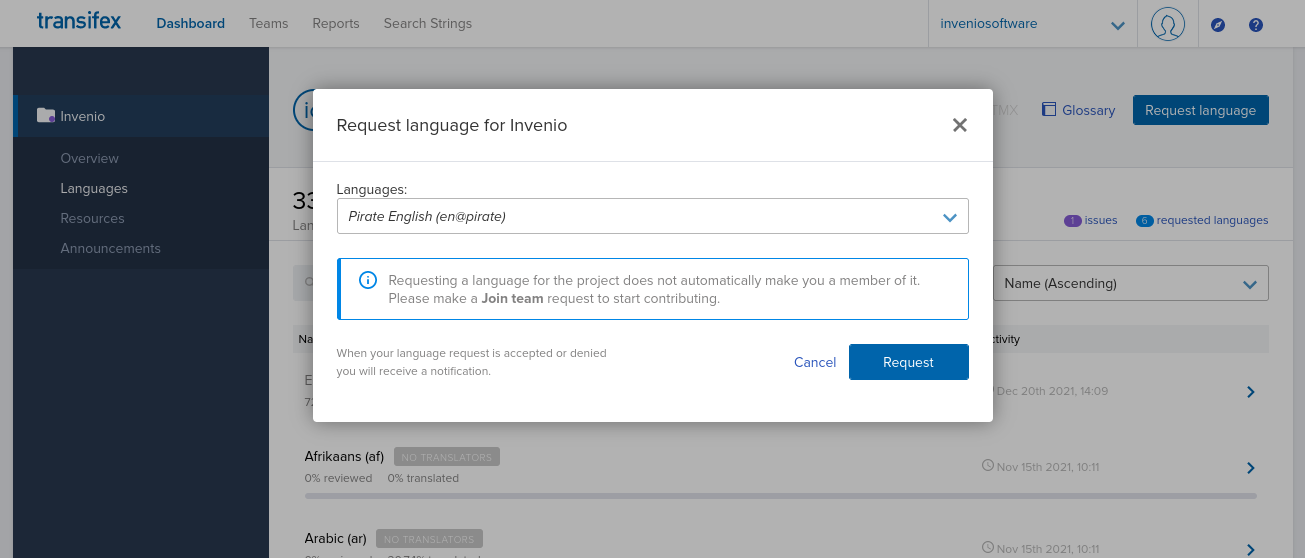 transifex Dashboard Teams Reports Search Strings inveniosoftware
Invenio
Overview
Languages
Resources
Announcements
TMX Glossary Request language
Request language for Invenio
33
1 issues 6 requested languages
Languages:
Pirate English (en@pirate)
Requesting a language for the project does not automatically make you a member of it.
Please make a Join team request to start contributing.
Name (Ascending)
When your language request is accepted or denied
you will receive a notification.
Cancel Request
Dec 20th 2021, 14:09
Afrikaans (af) NO TRANSLATORS
0% reviewed 0% translated
Nov 15th 2021, 10:11
Arabic (ar) NO TRANSLATORS
Nov 15th 2021, 10:11